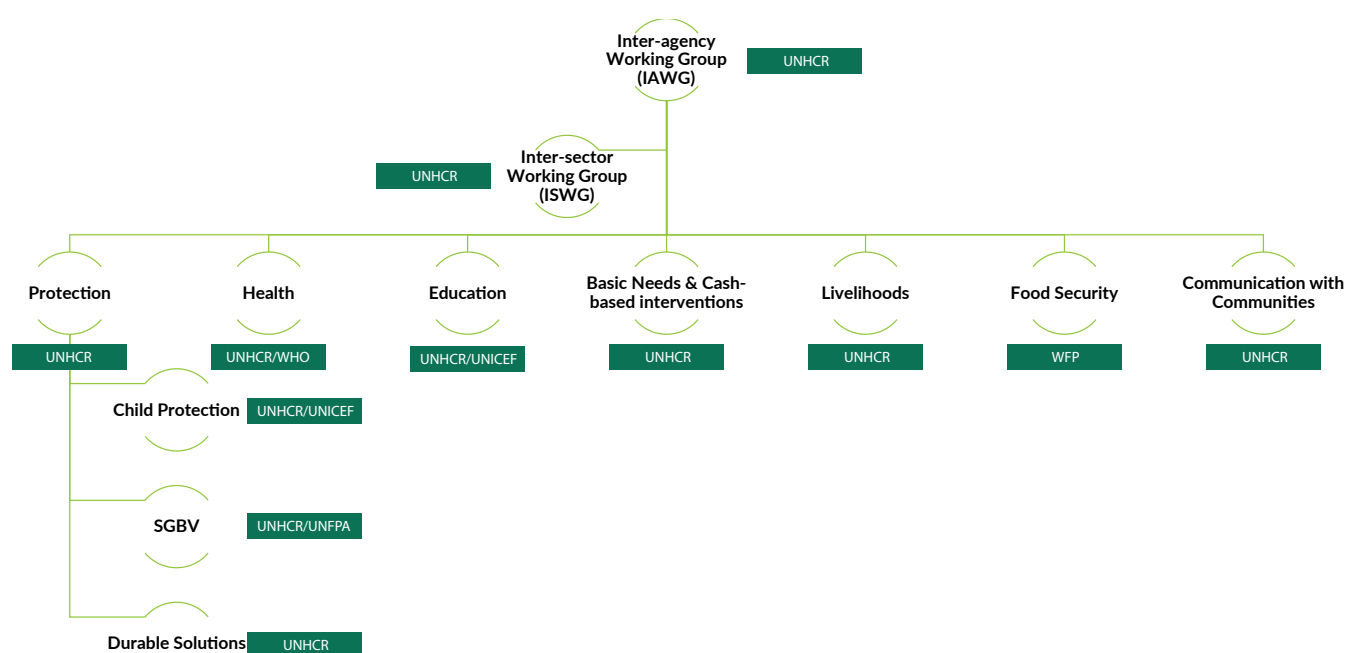 Inter-agency
Working Group
(IAWG)
UNHCR
Inter-sector
Working Group
(ISWG)
UNHCR
Protection
UNHCR
Health
UNHCR/WHO
Education
UNHCR/UNICEF
Basic Needs & Cash-
based interventions
UNHCR
Livelihoods
UNHCR
Food Security
WFP
Communication with
Communities
UNHCR
Child Protection
UNHCR/UNICEF
SGBV
UNHCR/UNFPA
Durable Solutions
UNHCR